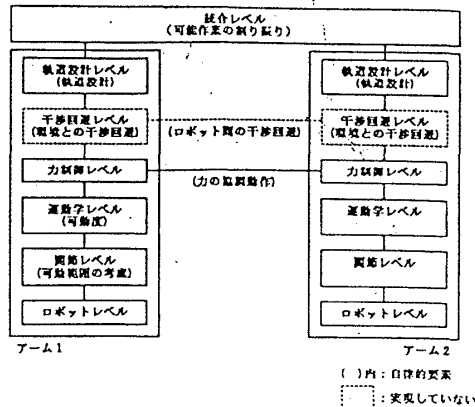 統合レベル
(可能作業の割り振り)
軌道設計レベル
(軌道設計)
干渉回避レベル
(環境との干渉回避)
力制御レベル
運動学レベル
(可動度)
関節レベル
(可動範囲の考慮)
ロボットレベル
アーム1
(ロボット間の干渉回避)
(力の協調動作)
軌道設計レベル
(軌道設計)
干渉回避レベル
(環境との干渉回避)
力制御レベル
運動学レベル
関節レベル
ロボットレベル
アーム2
( )内:自律的要素
:実現していない